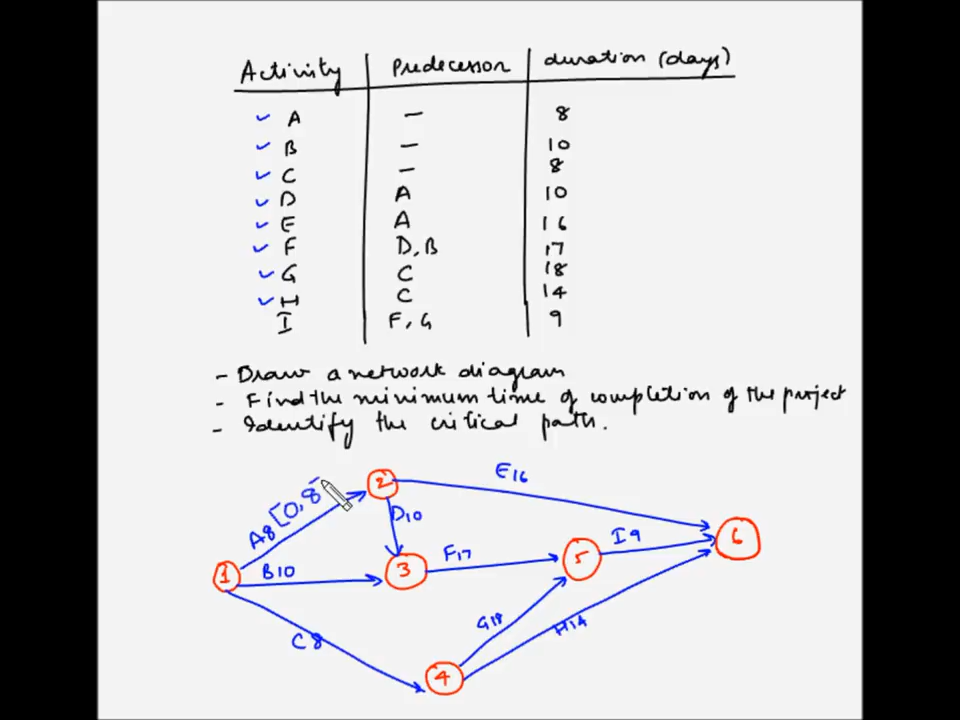 Activity Predecessor duration (days)
A – 8
B – 10
C – 8
D A 10
E A 16
F D, B 17
G C 18
H C 14
I F, G 9
- Draw a network diagram
- Find the minimum time of completion of the project
- Identify the critical path.
E16
2
A8 [0,8
D10
I9
6
F17
5
3
1
B10
G18
H14
C8
4